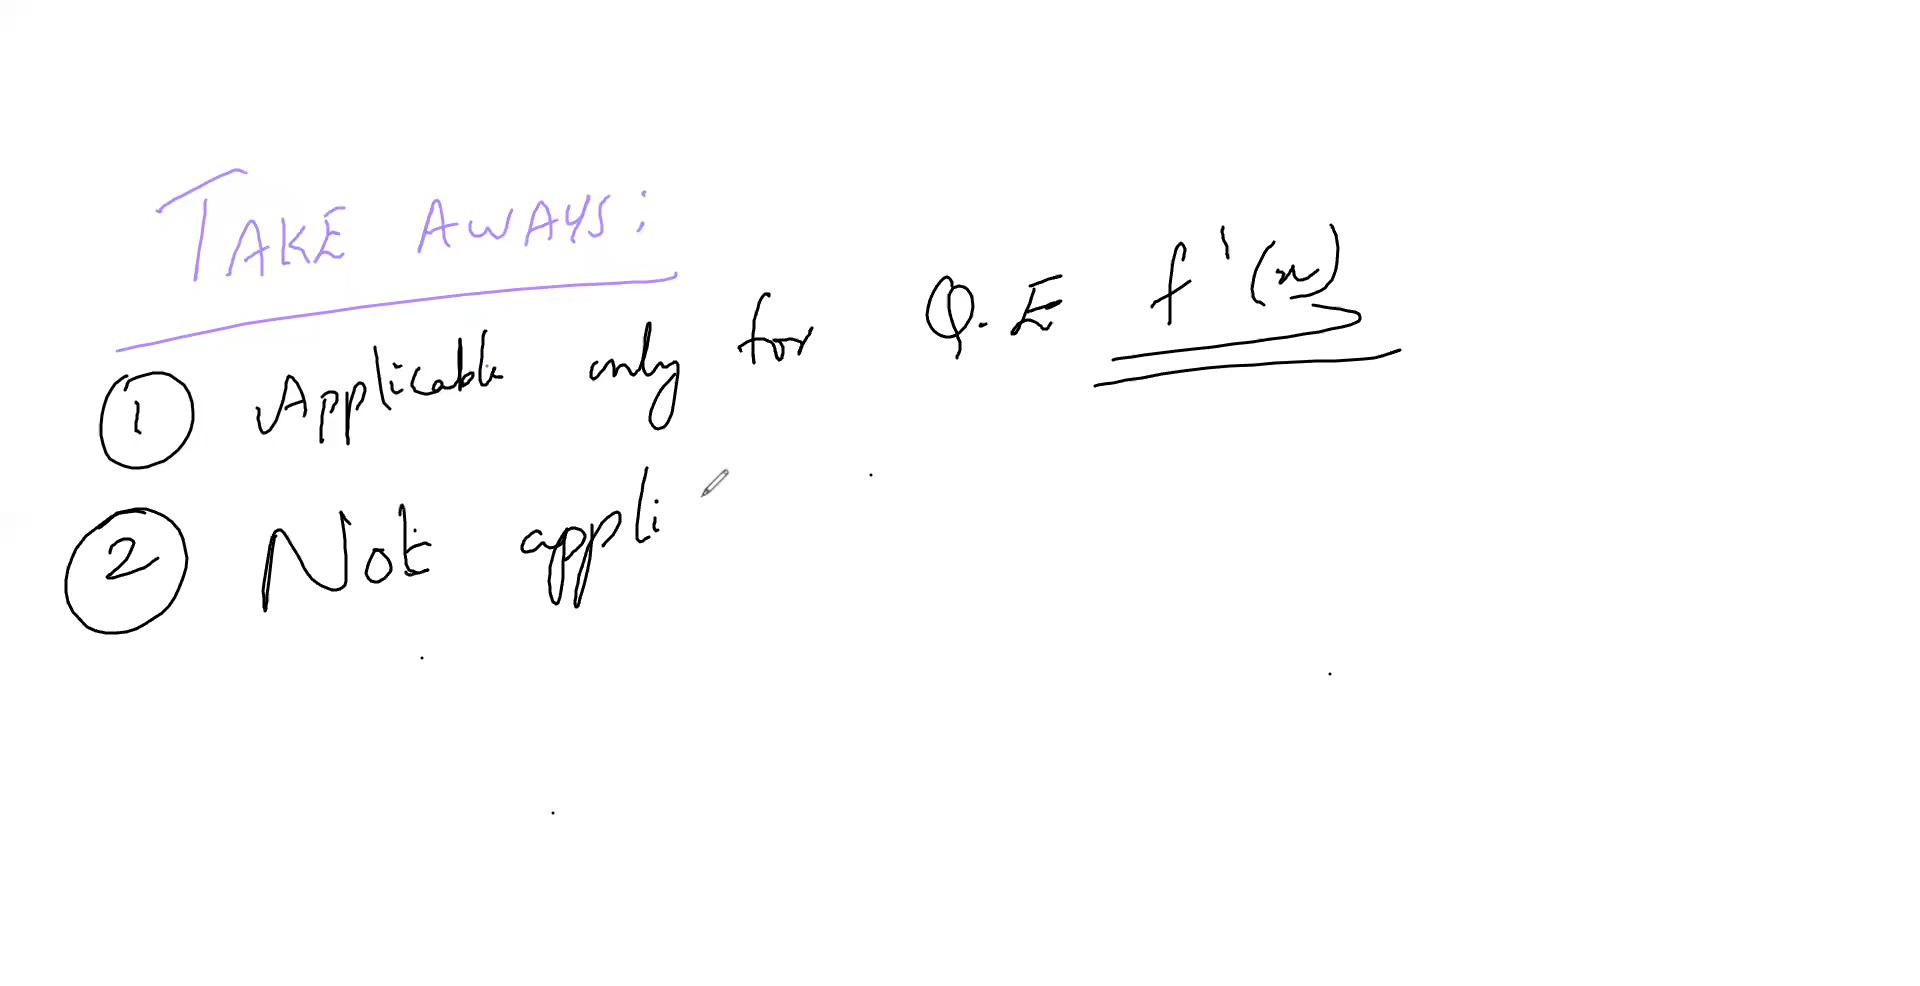 TAKE AWAYS:
① Applicable only for Q.E f'(x)
② Not appli